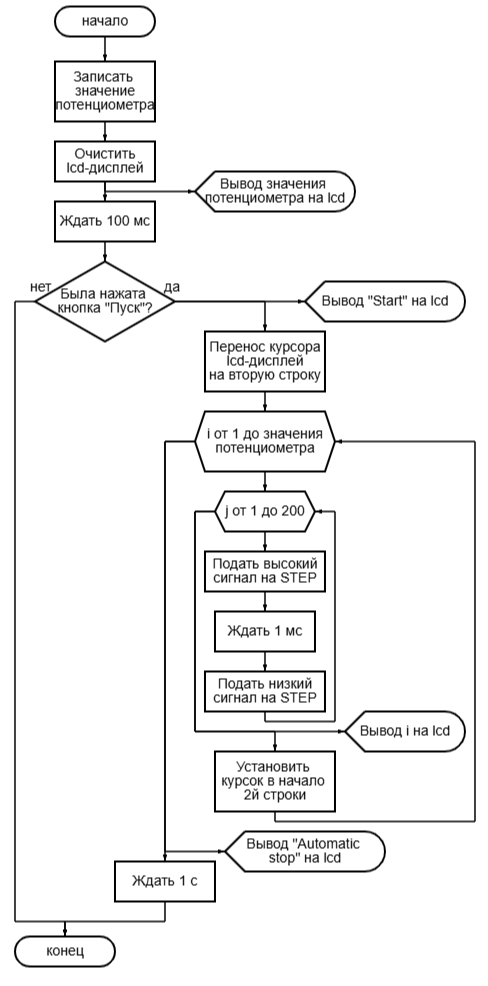 начало
Записать
значение
потенциометра
Очистить
lcd-дисплей
Вывод значения
потенциометра на lcd
Ждать 100 мс
нет
да
Была нажата
кнопка "Пуск"?
Вывод "Start" на lcd
Перенос курсора
lcd-дисплей
на вторую строку
i от 1 до значения
потенциометра
j от 1 до 200
Подать высокий
сигнал на STEP
Ждать 1 мс
Подать низкий
сигнал на STEP
Вывод i на lcd
Установить
курсок в начало
2й строки
Вывод "Automatic
stop" на lcd
Ждать 1 с
конец